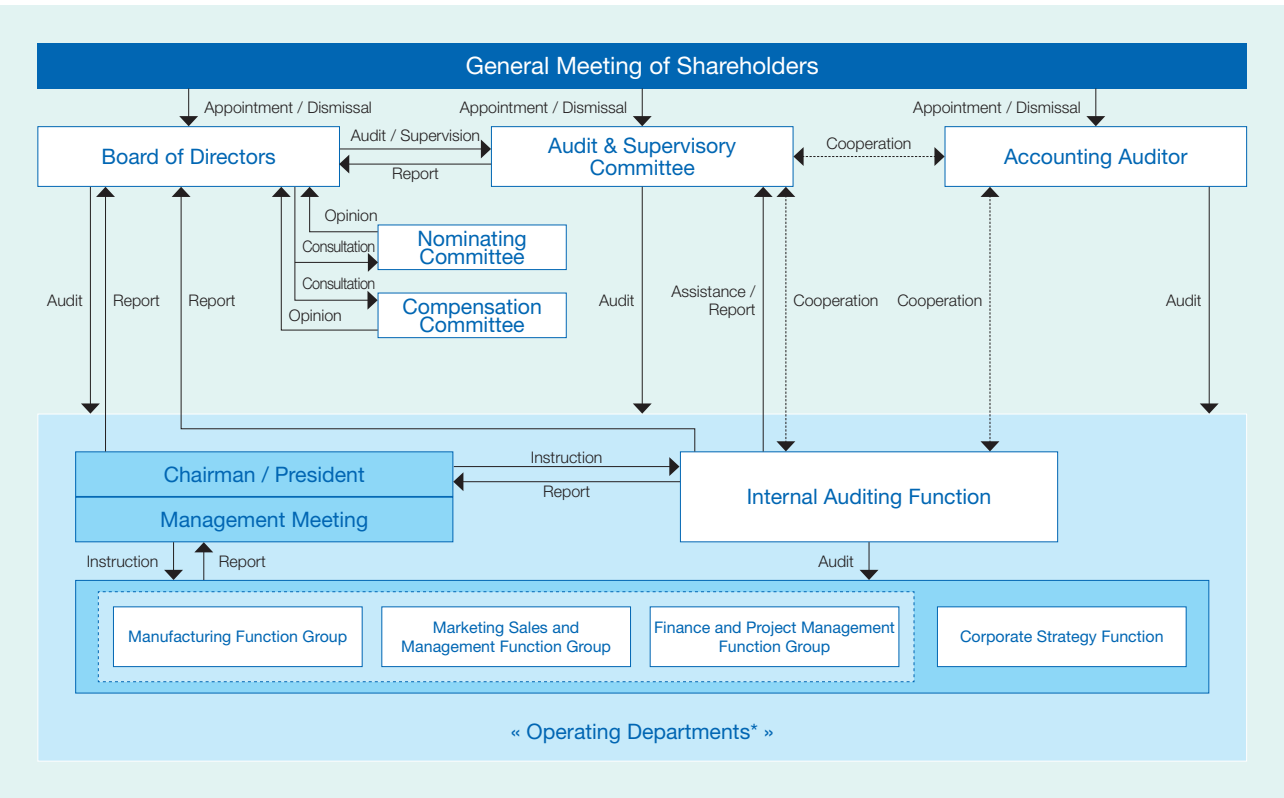 General Meeting of Shareholders
Appointment / Dismissal
Appointment / Dismissal
Appointment / Dismissal
Board of Directors
Audit / Supervision
Report
Audit & Supervisory
Committee
Cooperation
Accounting Auditor
Opinion
Nominating
Committee
Consultation
Consultation
Compensation
Committee
Opinion
Audit
Report
Report
Audit
Assistance /
Report
Cooperation
Cooperation
Audit
Chairman / President
Management Meeting
Instruction
Report
Internal Auditing Function
Instruction
Report
Audit
Manufacturing Function Group
Marketing Sales and
Management Function Group
Finance and Project Management
Function Group
Corporate Strategy Function
« Operating Departments* »